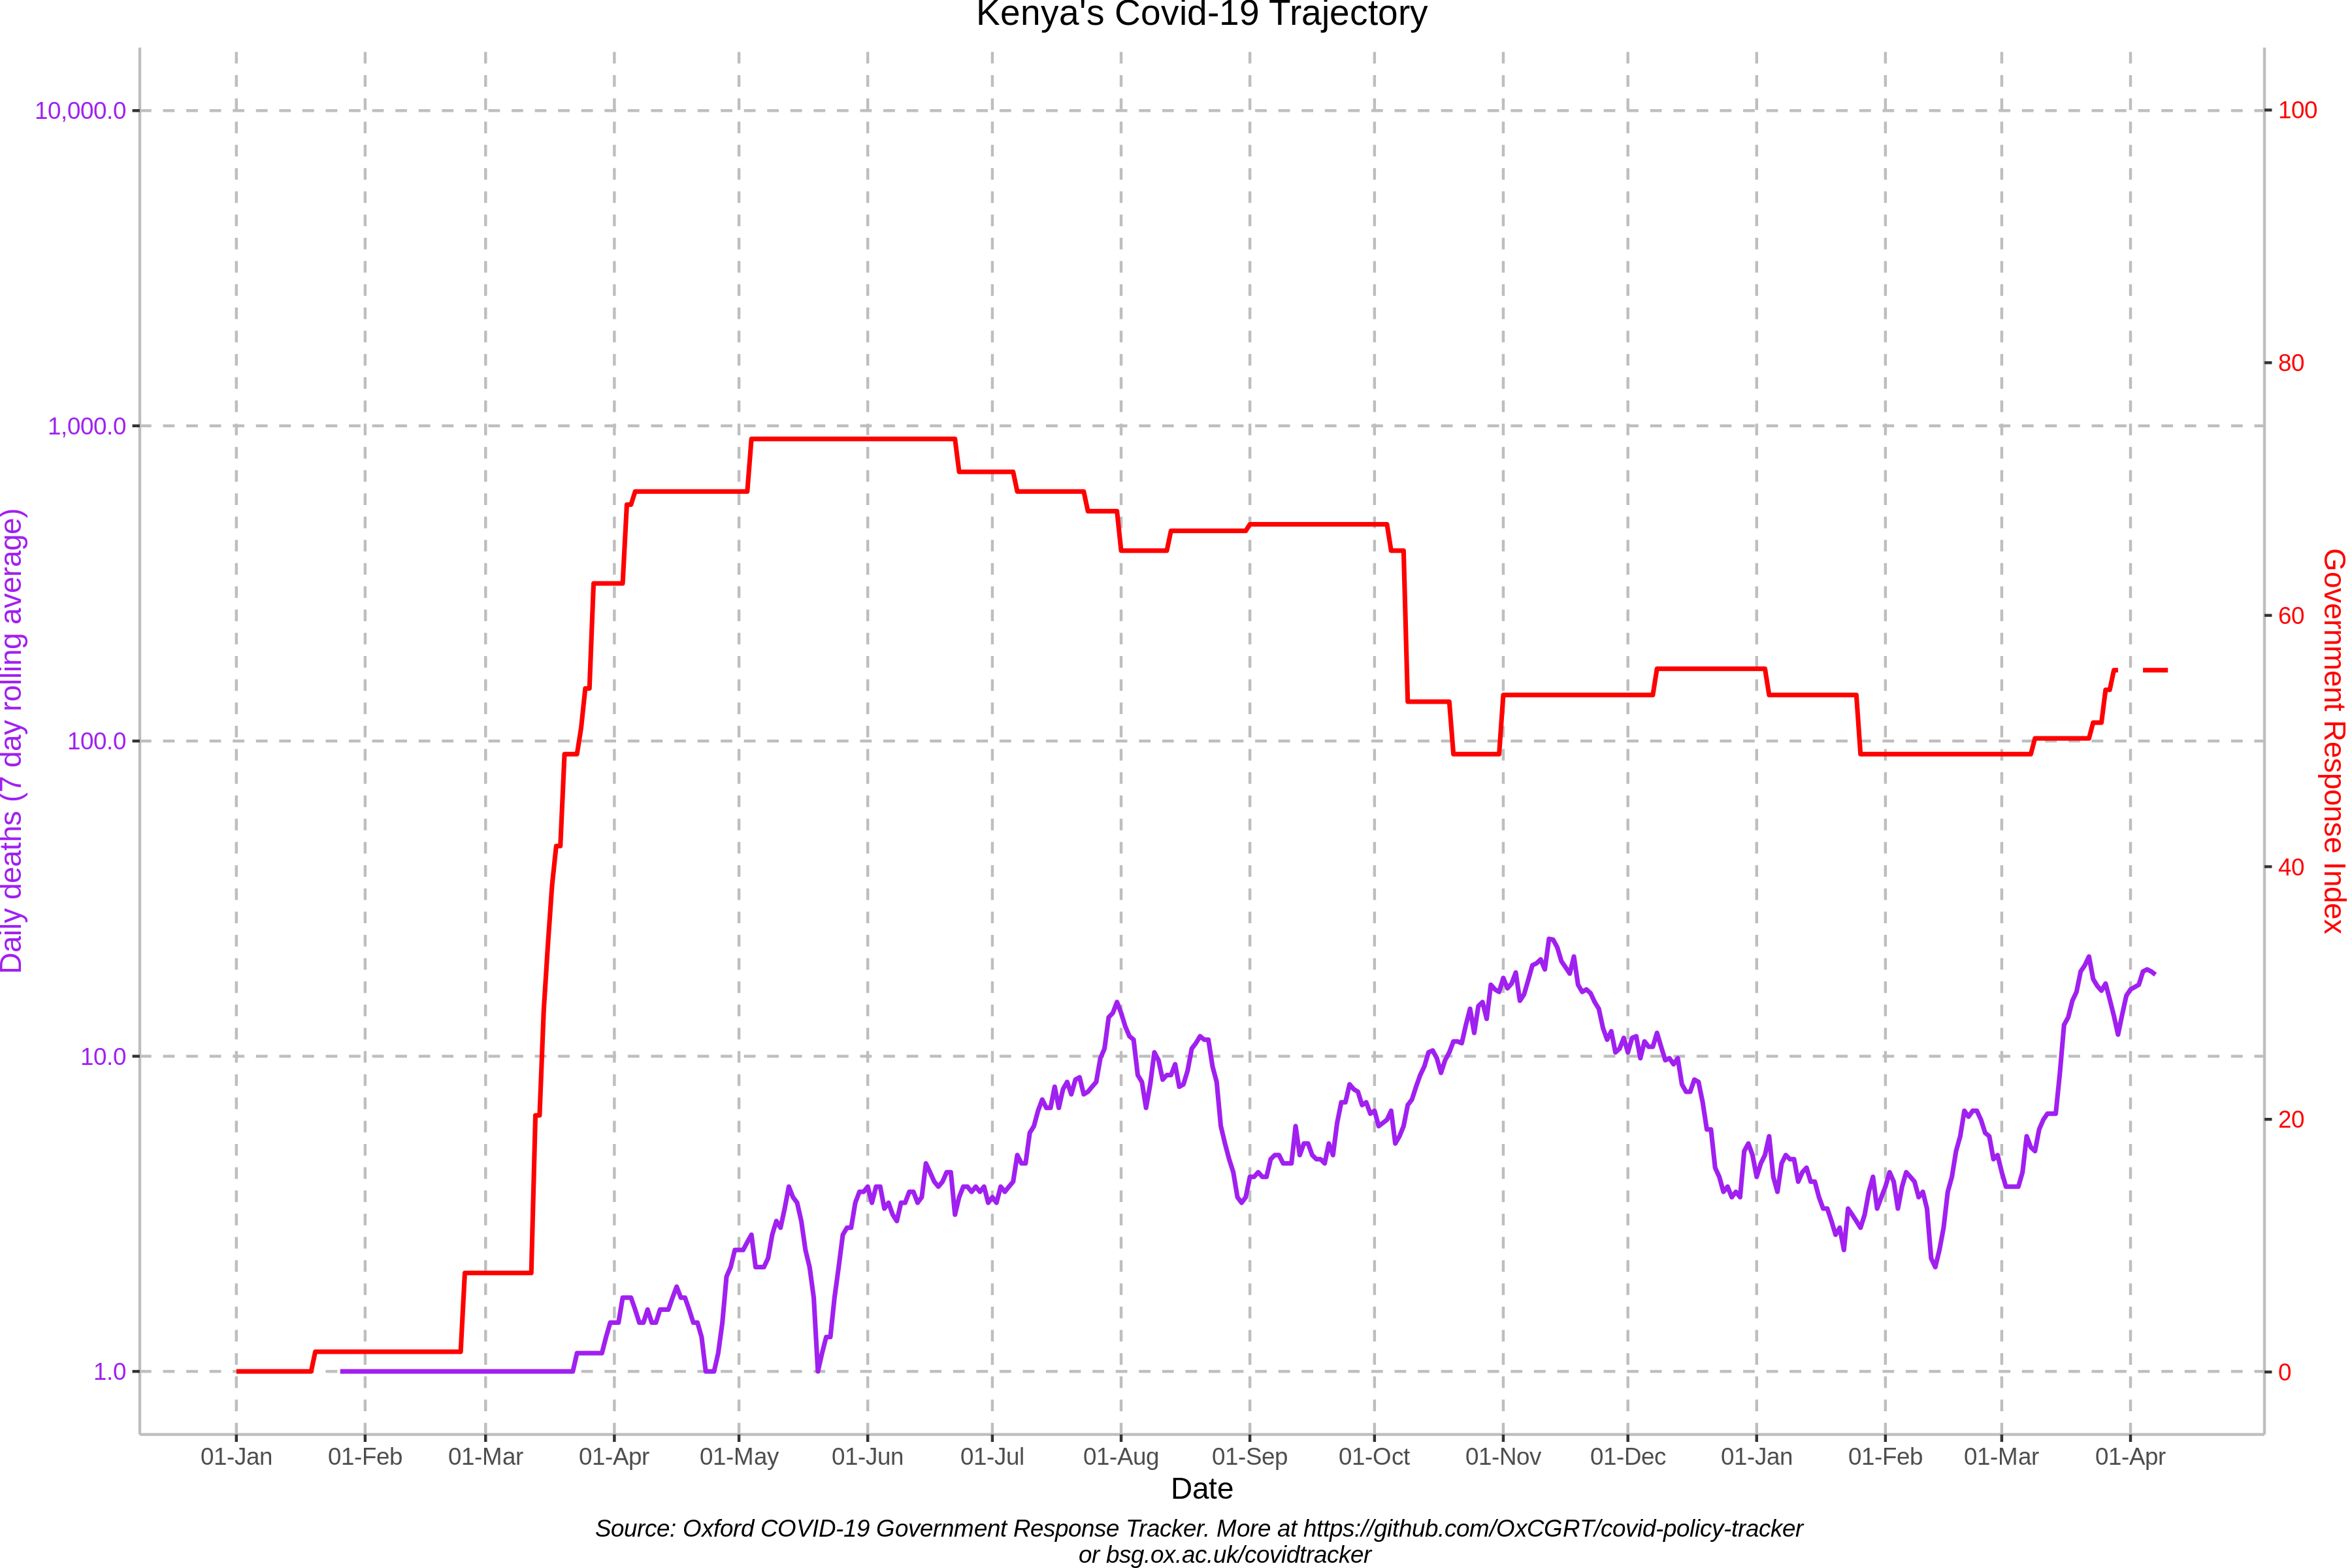 Kenya's Covid-19 Trajectory
10,000.0
1,000.0
100.0
10.0
1.0
Daily deaths (7 day rolling average)
100
80
60
40
20
0
Government Response Index
01-Jan 01-Feb 01-Mar 01-Apr 01-May 01-Jun 01-Jul 01-Aug 01-Sep 01-Oct 01-Nov 01-Dec 01-Jan 01-Feb 01-Mar 01-Apr
Date
Source: Oxford COVID-19 Government Response Tracker. More at https://github.com/OxCGRT/covid-policy-tracker
or bsg.ox.ac.uk/covidtracker